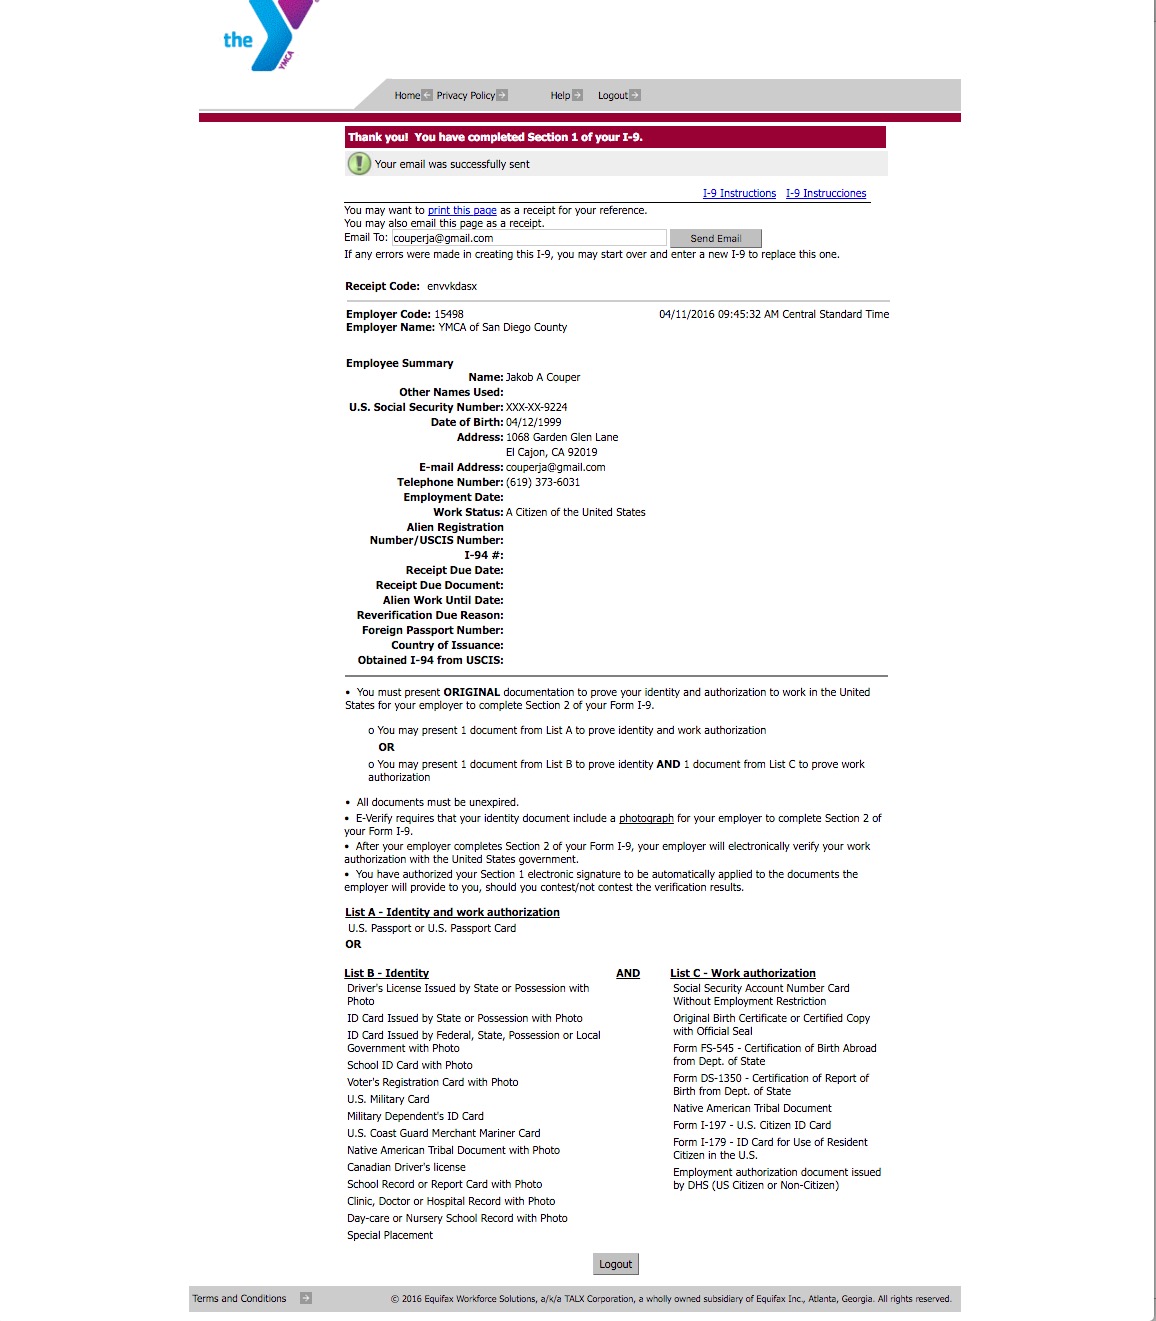 the
YMCA
Home Privacy Policy Help Logout
Thank you! You have completed Section 1 of your I-9.
Your email was successfully sent
I-9 Instructions I-9 Instrucciones
You may want to print this page as a receipt for your reference.
You may also email this page as a receipt.
Email To: couperja@gmail.com Send Email
If any errors were made in creating this I-9, you may start over and enter a new I-9 to replace this one.
Receipt Code: envvkdasx
Employer Code: 15498 04/11/2016 09:45:32 AM Central Standard Time
Employer Name: YMCA of San Diego County
Employee Summary
Name: Jakob A Couper
Other Names Used:
U.S. Social Security Number: XXX-XX-9224
Date of Birth: 04/12/1999
Address: 1068 Garden Glen Lane
El Cajon, CA 92019
E-mail Address: couperja@gmail.com
Telephone Number: (619) 373-6031
Employment Date:
Work Status: A Citizen of the United States
Alien Registration
Number/USCIS Number:
I-94 #:
Receipt Due Date:
Receipt Due Document:
Alien Work Until Date:
Reverification Due Reason:
Foreign Passport Number:
Country of Issuance:
Obtained I-94 from USCIS:
• You must present ORIGINAL documentation to prove your identity and authorization to work in the United
States for your employer to complete Section 2 of your Form I-9.
o You may present 1 document from List A to prove identity and work authorization
OR
o You may present 1 document from List B to prove identity AND 1 document from List C to prove work
authorization
• All documents must be unexpired.
• E-Verify requires that your identity document include a photograph for your employer to complete Section 2 of
your Form I-9.
• After your employer completes Section 2 of your Form I-9, your employer will electronically verify your work
authorization with the United States government.
• You have authorized your Section 1 electronic signature to be automatically applied to the documents the
employer will provide to you, should you contest/not contest the verification results.
List A - Identity and work authorization
U.S. Passport or U.S. Passport Card
OR
List B - Identity AND List C - Work authorization
Driver's License Issued by State or Possession with
Photo
ID Card Issued by State or Possession with Photo
ID Card Issued by Federal, State, Possession or Local
Government with Photo
School ID Card with Photo
Voter's Registration Card with Photo
U.S. Military Card
Military Dependent's ID Card
U.S. Coast Guard Merchant Mariner Card
Native American Tribal Document with Photo
Canadian Driver's license
School Record or Report Card with Photo
Clinic, Doctor or Hospital Record with Photo
Day-care or Nursery School Record with Photo
Special Placement
Social Security Account Number Card
Without Employment Restriction
Original Birth Certificate or Certified Copy
with Official Seal
Form FS-545 - Certification of Birth Abroad
from Dept. of State
Form DS-1350 - Certification of Report of
Birth from Dept. of State
Native American Tribal Document
Form I-197 - U.S. Citizen ID Card
Form I-179 - ID Card for Use of Resident
Citizen in the U.S.
Employment authorization document issued
by DHS (US Citizen or Non-Citizen)
Logout
Terms and Conditions © 2016 Equifax Workforce Solutions, a/k/a TALX Corporation, a wholly owned subsidiary of Equifax Inc., Atlanta, Georgia. All rights reserved.